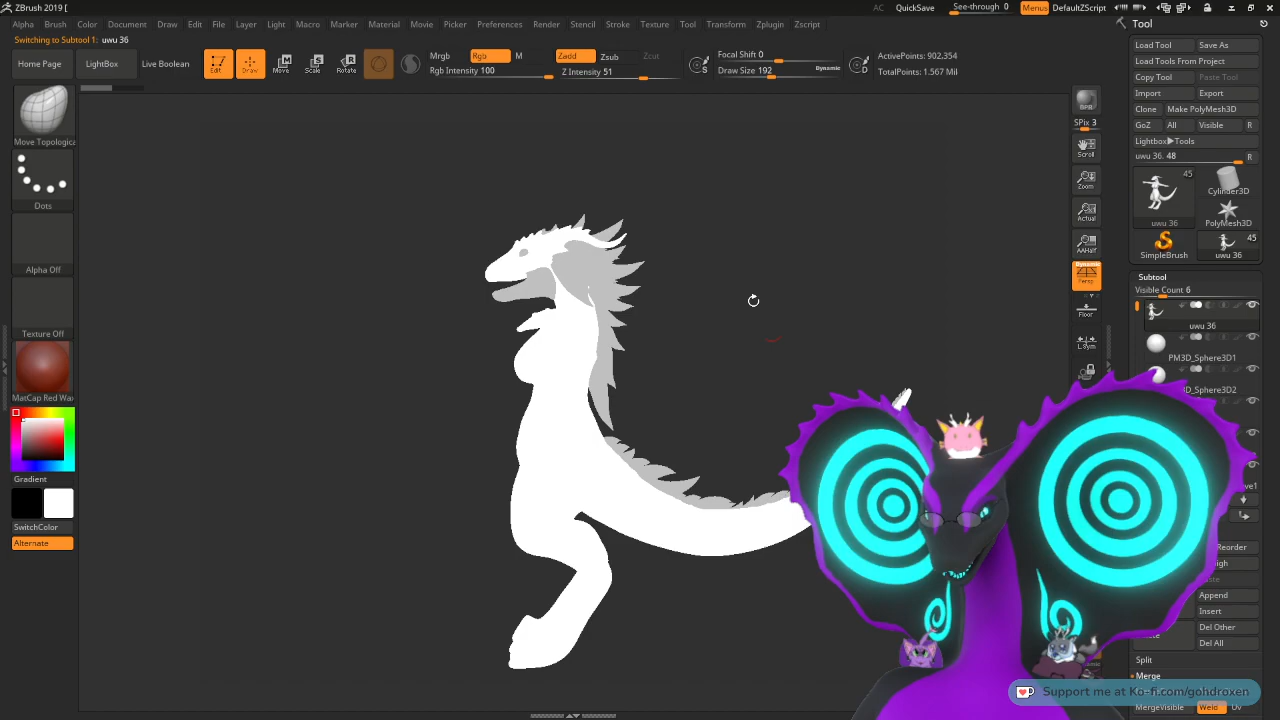 ZBrush 2019 [
AC QuickSave See-through 0 Menus DefaultZScript
Alpha Brush Color Document Draw Edit File Layer Light Macro Marker Material Movie Picker Preferences Render Stencil Stroke Texture Tool Transform Zplugin Zscript
Switching to Subtool 1: uwu 36
Home Page LightBox Live Boolean Edit Draw Move Scale Rotate
Mrgb Rgb M
Rgb Intensity 100
Zadd Zsub Zcut
Z Intensity 51
Focal Shift 0
Draw Size 192 Dynamic
ActivePoints: 902,354
TotalPoints: 1.567 Mil
Move Topologica
Dots
Alpha Off
Texture Off
MatCap Red Wax
Gradient
SwitchColor
Alternate
BPR
SPix 3
Scroll
Zoom
Actual
AAHalf
Dynamic
Persp
Floor
L.Sym
Tool
Load Tool Save As
Load Tools From Project
Copy Tool Paste Tool
Import Export
Clone Make PolyMesh3D
GoZ All Visible R
Lightbox▶Tools
uwu 36. 48 R
45
Cylinder3D
uwu 36 PolyMesh3D
45
SimpleBrush uwu 36
Subtool
Visible Count 6
uwu 36
PM3D_Sphere3D1
_Sphere3D2
Reorder
Append
Insert
Del Other
Del All
Split
Merge
MergeVisible Weld Uv
Support me at Ko-fi.com/gohdroxen